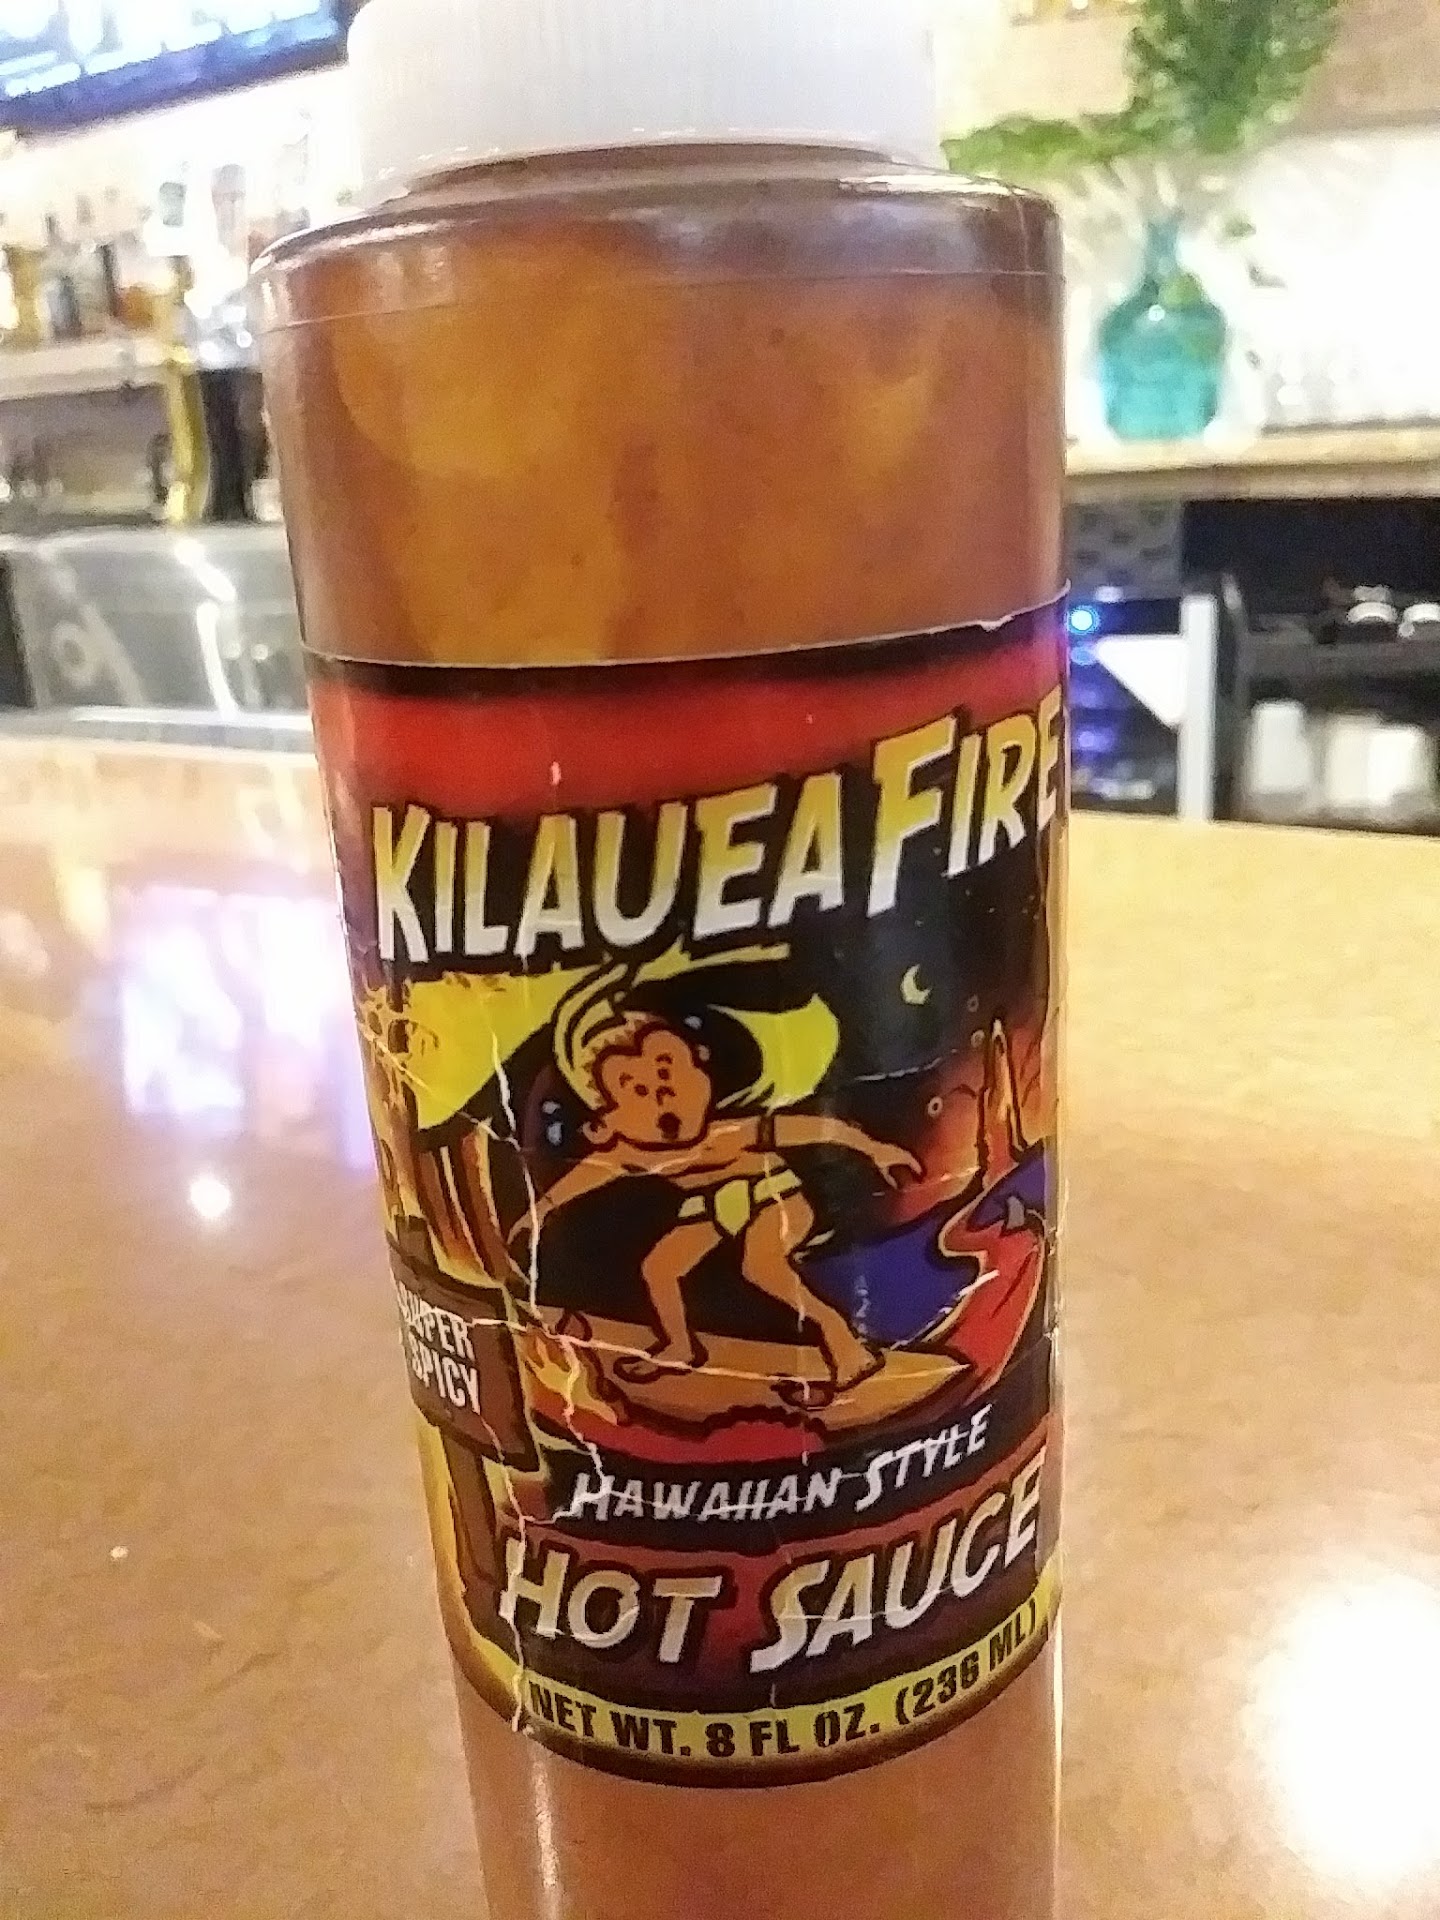 KILAUEA FIRE
SUPER
SPICY
HAWAIIAN STYLE
HOT SAUCE
NET WT. 8 FL OZ. (236 ML)